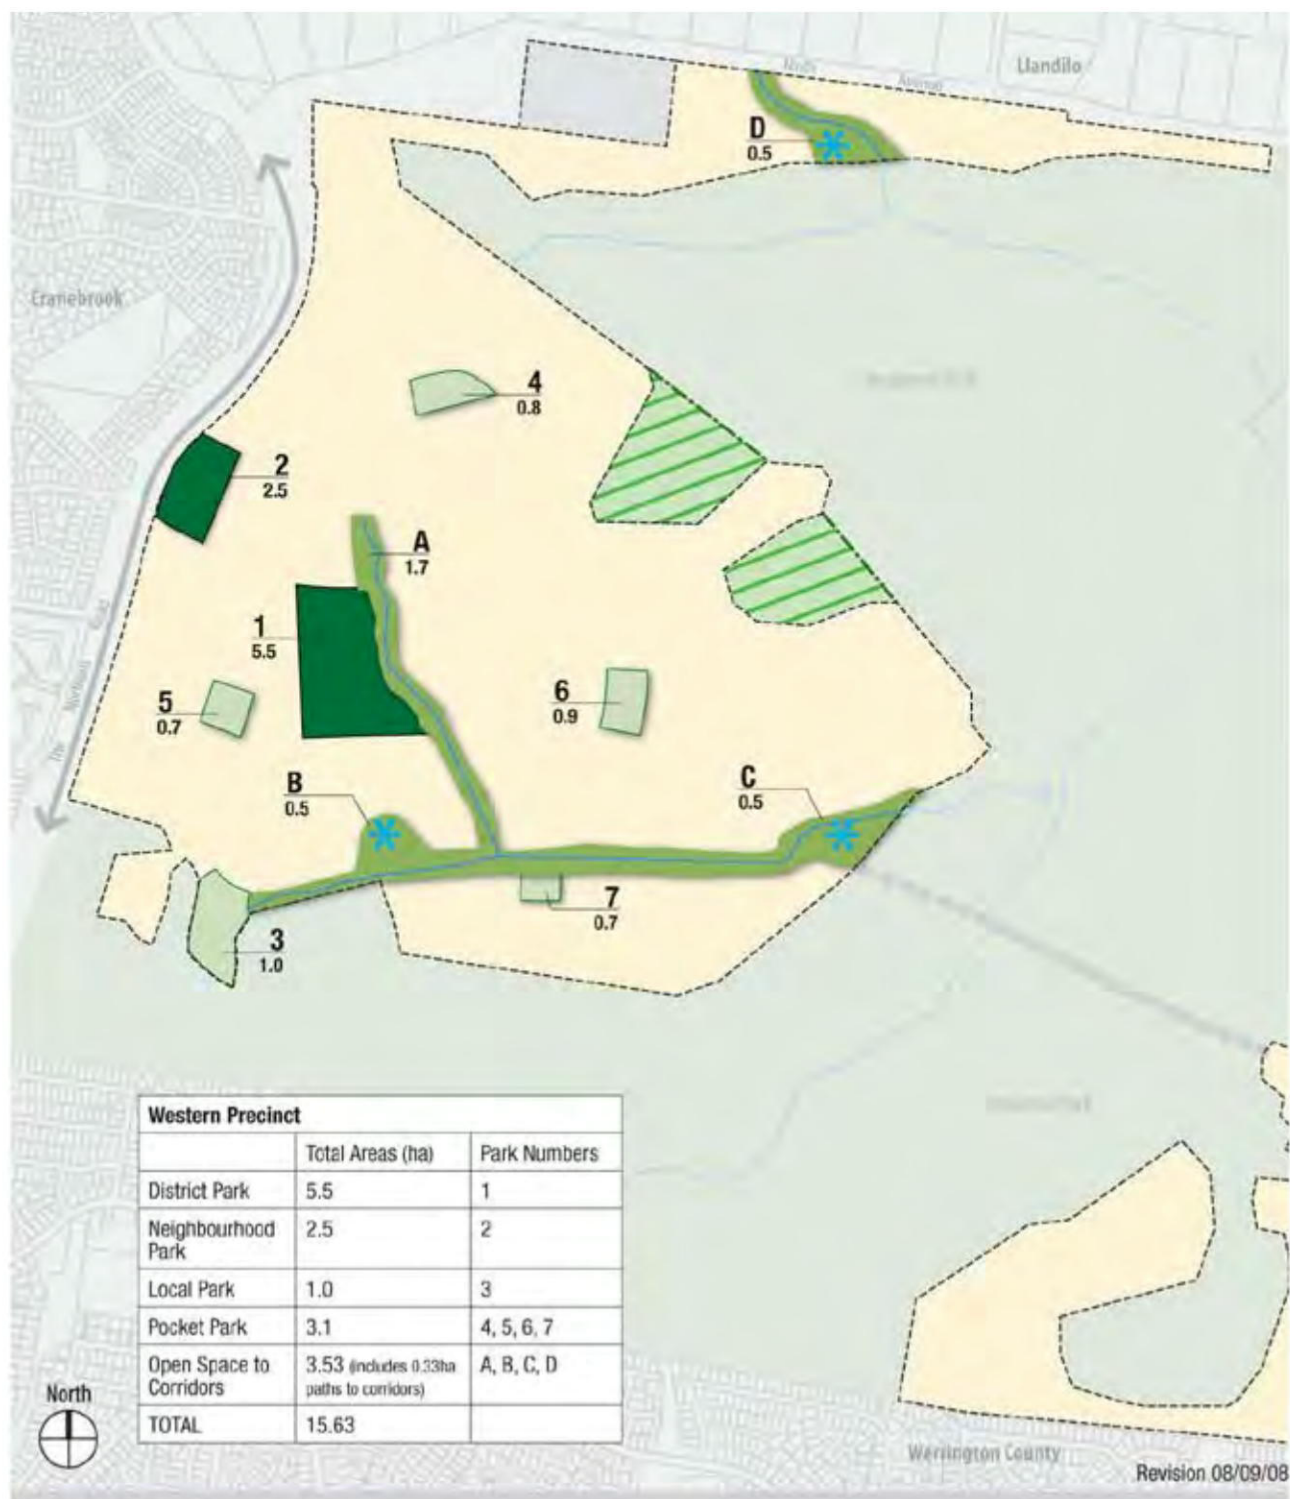 Llandilo
Avenue
D
0.5
Cranebrook
4
0.8
2
2.5
A
1.7
1
5.5
5
0.7
6
0.9
B
0.5
C
0.5
7
0.7
3
1.0
The Northern Road
Western Precinct
Total Areas (ha) Park Numbers
District Park 5.5 1
Neighbourhood
Park 2.5 2
Local Park 1.0 3
Pocket Park 3.1 4, 5, 6, 7
Open Space to 3.53 (includes 0.33ha A, B, C, D
Corridors paths to corridors)
TOTAL 15.63
North
Werrington County
Revision 08/09/08